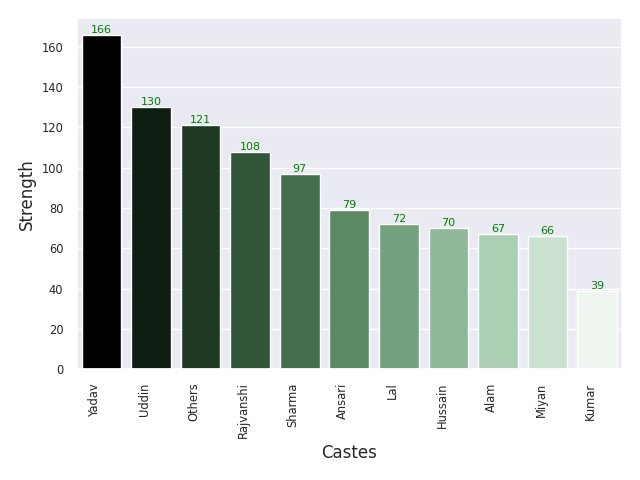 166
130
121
108
97
79
72
70
67
66
39
160
140
120
100
80
60
40
20
0
Strength
Yadav
Uddin
Others
Rajvanshi
Sharma
Ansari
Lal
Hussain
Alam
Miyan
Kumar
Castes